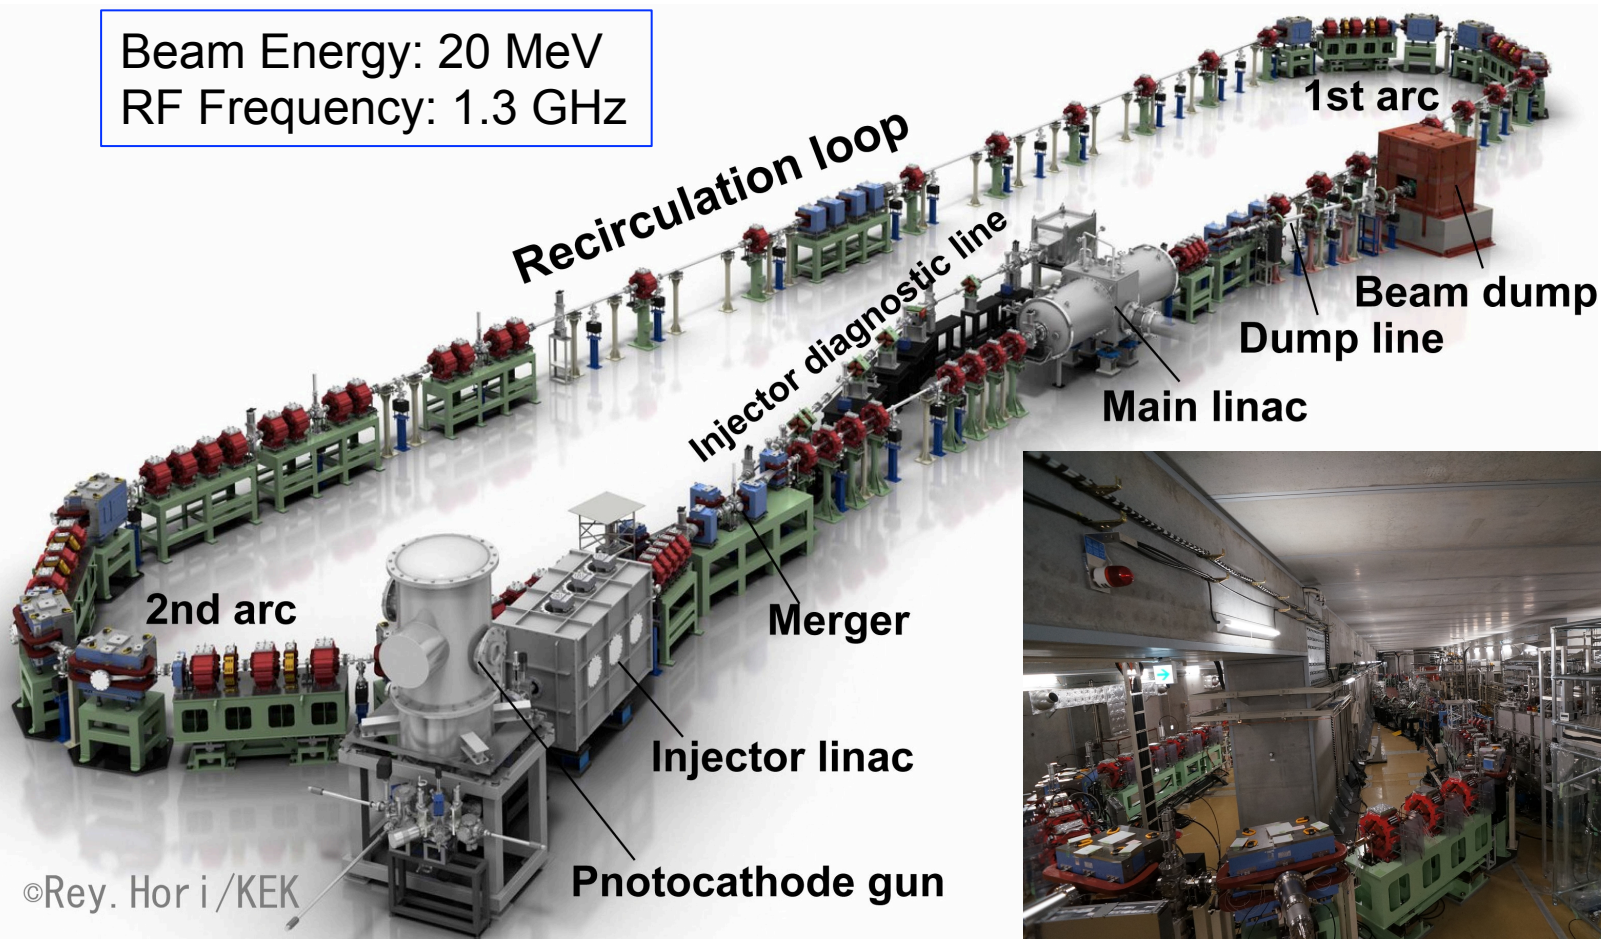 Beam Energy: 20 MeV
RF Frequency: 1.3 GHz
1st arc
Recirculation loop
Injector diagnostic line
Beam dump
Dump line
Main linac
2nd arc
Merger
Injector linac
Pnotocathode gun
©Rey.Hori/KEK